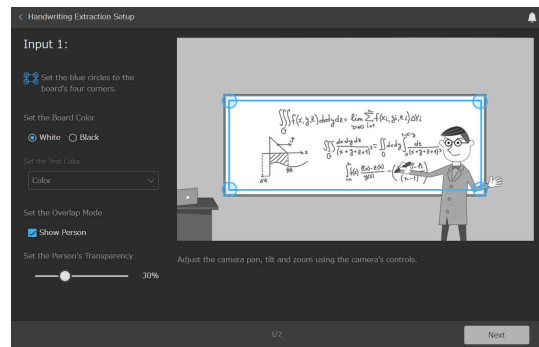 Handwriting Extraction Setup
Input 1:
Set the blue circles to the
board's four corners.
Set the Board Color
White Black
Set the Text Color
Color
Set the Overlap Mode
Show Person
Set the Person's Transparency
30%
Adjust the camera pan, tilt and zoom using the camera's controls.
1/2
Next